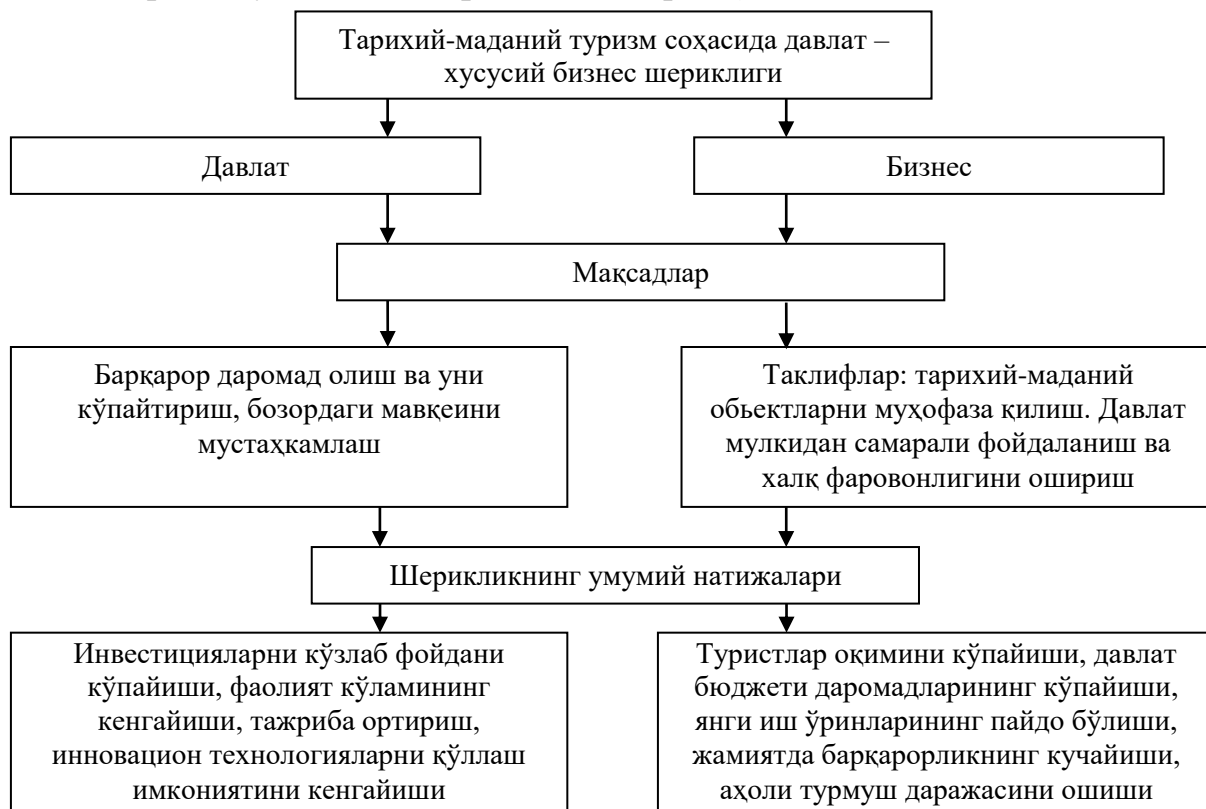 Тарихий-маданий туризм соҳасида давлат –
хусусий бизнес шериклиги
Давлат
Бизнес
Мақсадлар
Барқарор даромад олиш ва уни
кўпайтириш, бозордаги мавқеини
мустаҳкамлаш
Таклифлар: тарихий-маданий
обьектларни муҳофаза қилиш. Давлат
мулкидан самарали фойдаланиш ва
халқ фаровонлигини ошириш
Шерикликнинг умумий натижалари
Инвестицияларни кўзлаб фойдани
кўпайиши, фаолият кўламининг
кенгайиши, тажриба ортириш,
инновацион технологияларни қўллаш
имкониятини кенгайиши
Туристлар оқимини кўпайиши, давлат
бюджети даромадларининг кўпайиши,
янги иш ўринларининг пайдо бўлиши,
жамиятда барқарорликнинг кучайиши,
аҳоли турмуш даражасини ошиши